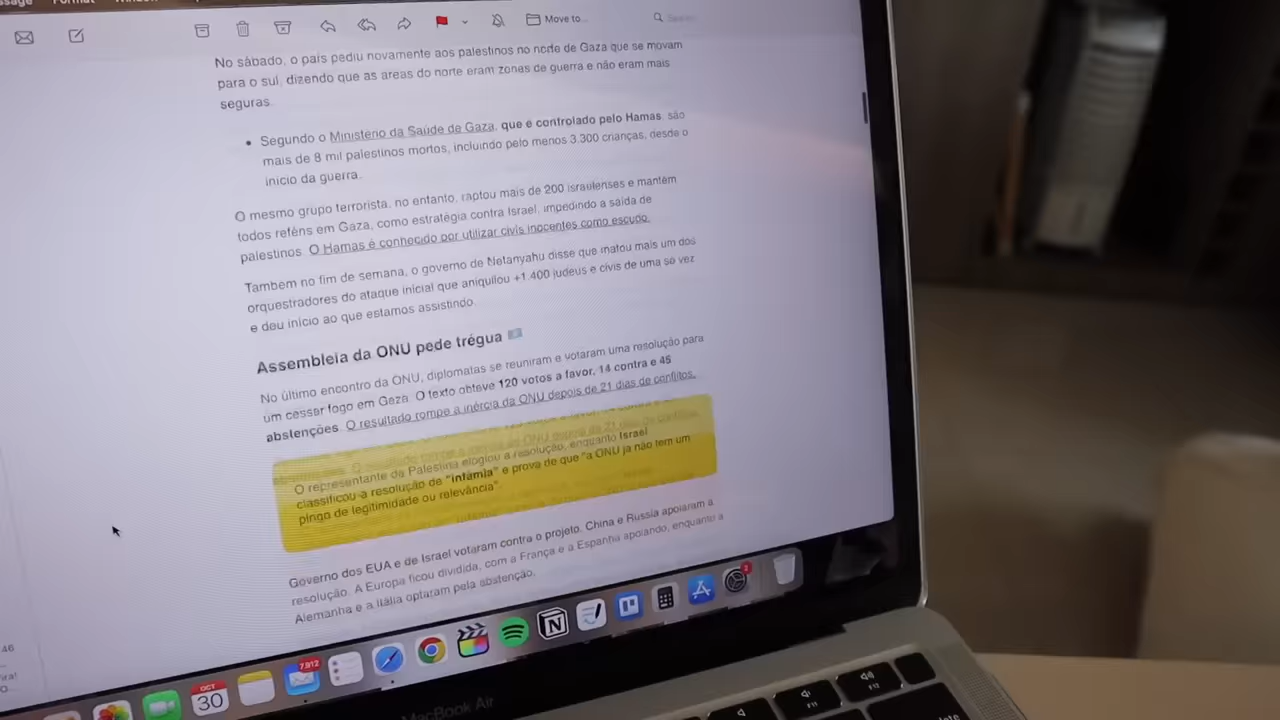 Move to...
No sábado, o país pediu novamente aos palestinos no norte de Gaza que se movam
para o sul, dizendo que as areas do norte eram zonas de guerra e não eram mais
seguras.
• Segundo o Ministério da Saúde de Gaza, que é controlado pelo Hamas, são
mais de 8 mil palestinos mortos, incluindo pelo menos 3.300 crianças, desde o
início da guerra.
O mesmo grupo terrorista, no entanto, raptou mais de 200 israelenses e mantém
todos reféns em Gaza, como estratégia contra Israel, impedindo a saída de
palestinos. O Hamas é conhecido por utilizar civis inocentes como escudo.
Também no fim de semana, o governo de Netanyahu disse que matou mais um dos
orquestradores do ataque inicial que aniquilou +1.400 judeus e civis de uma só vez
e deu início ao que estamos assistindo.
Assembleia da ONU pede trégua
No último encontro da ONU, diplomatas se reuniram e votaram uma resolução para
um cessar fogo em Gaza. O texto obteve 120 votos a favor, 14 contra e 45
abstenções. O resultado rompe a inércia da ONU depois de 21 dias de conflitos.
O representante da Palestina elogiou a resolução, enquanto Israel
classificou a resolução de "infâmia" e prova de que "a ONU já não tem um
pingo de legitimidade ou relevância".
Governo dos EUA e de Israel votaram contra o projeto. China e Russia apoiaram a
resolução. A Europa ficou dividida, com a França e a Espanha apoiando, enquanto a
Alemanha e a Itália optaram pela abstenção.
OCT
30
7,912
2
MacBook Air
F11
F12